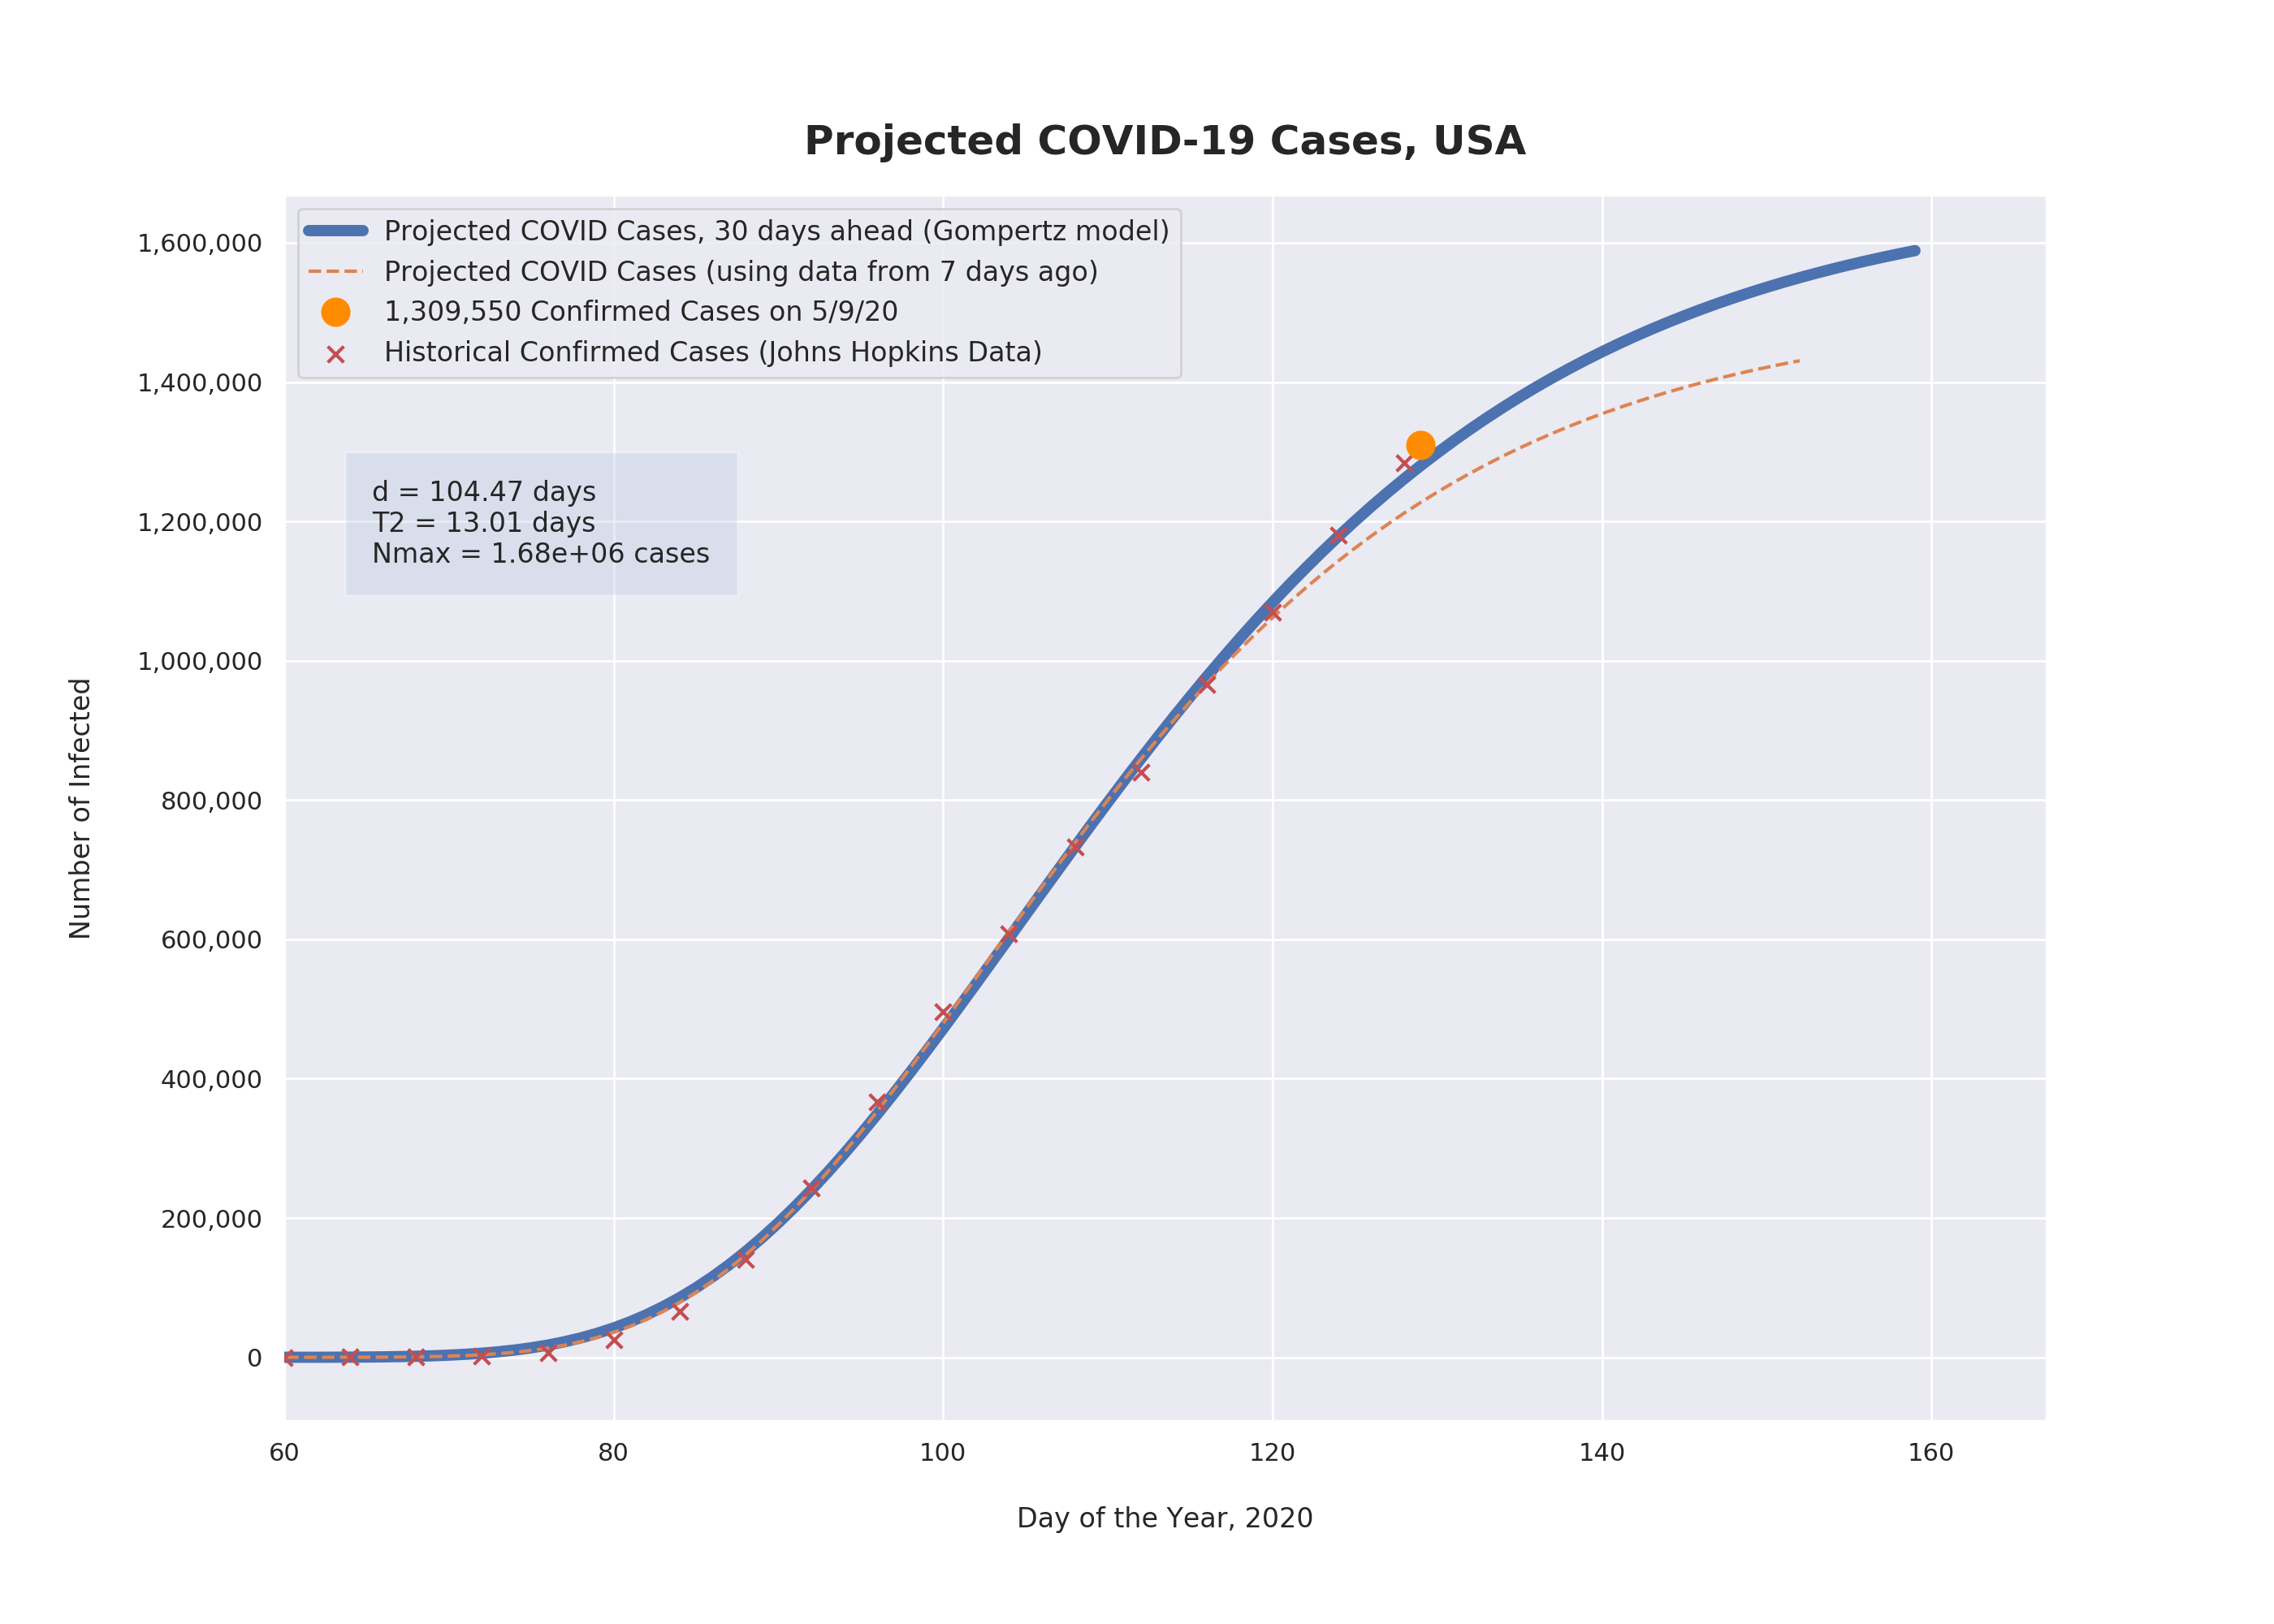 Projected COVID-19 Cases, USA
Projected COVID Cases, 30 days ahead (Gompertz model)
Projected COVID Cases (using data from 7 days ago)
1,309,550 Confirmed Cases on 5/9/20
Historical Confirmed Cases (Johns Hopkins Data)
d = 104.47 days
T2 = 13.01 days
Nmax = 1.68e+06 cases
Number of Infected
1,600,000
1,400,000
1,200,000
1,000,000
800,000
600,000
400,000
200,000
0
60 80 100 120 140 160
Day of the Year, 2020